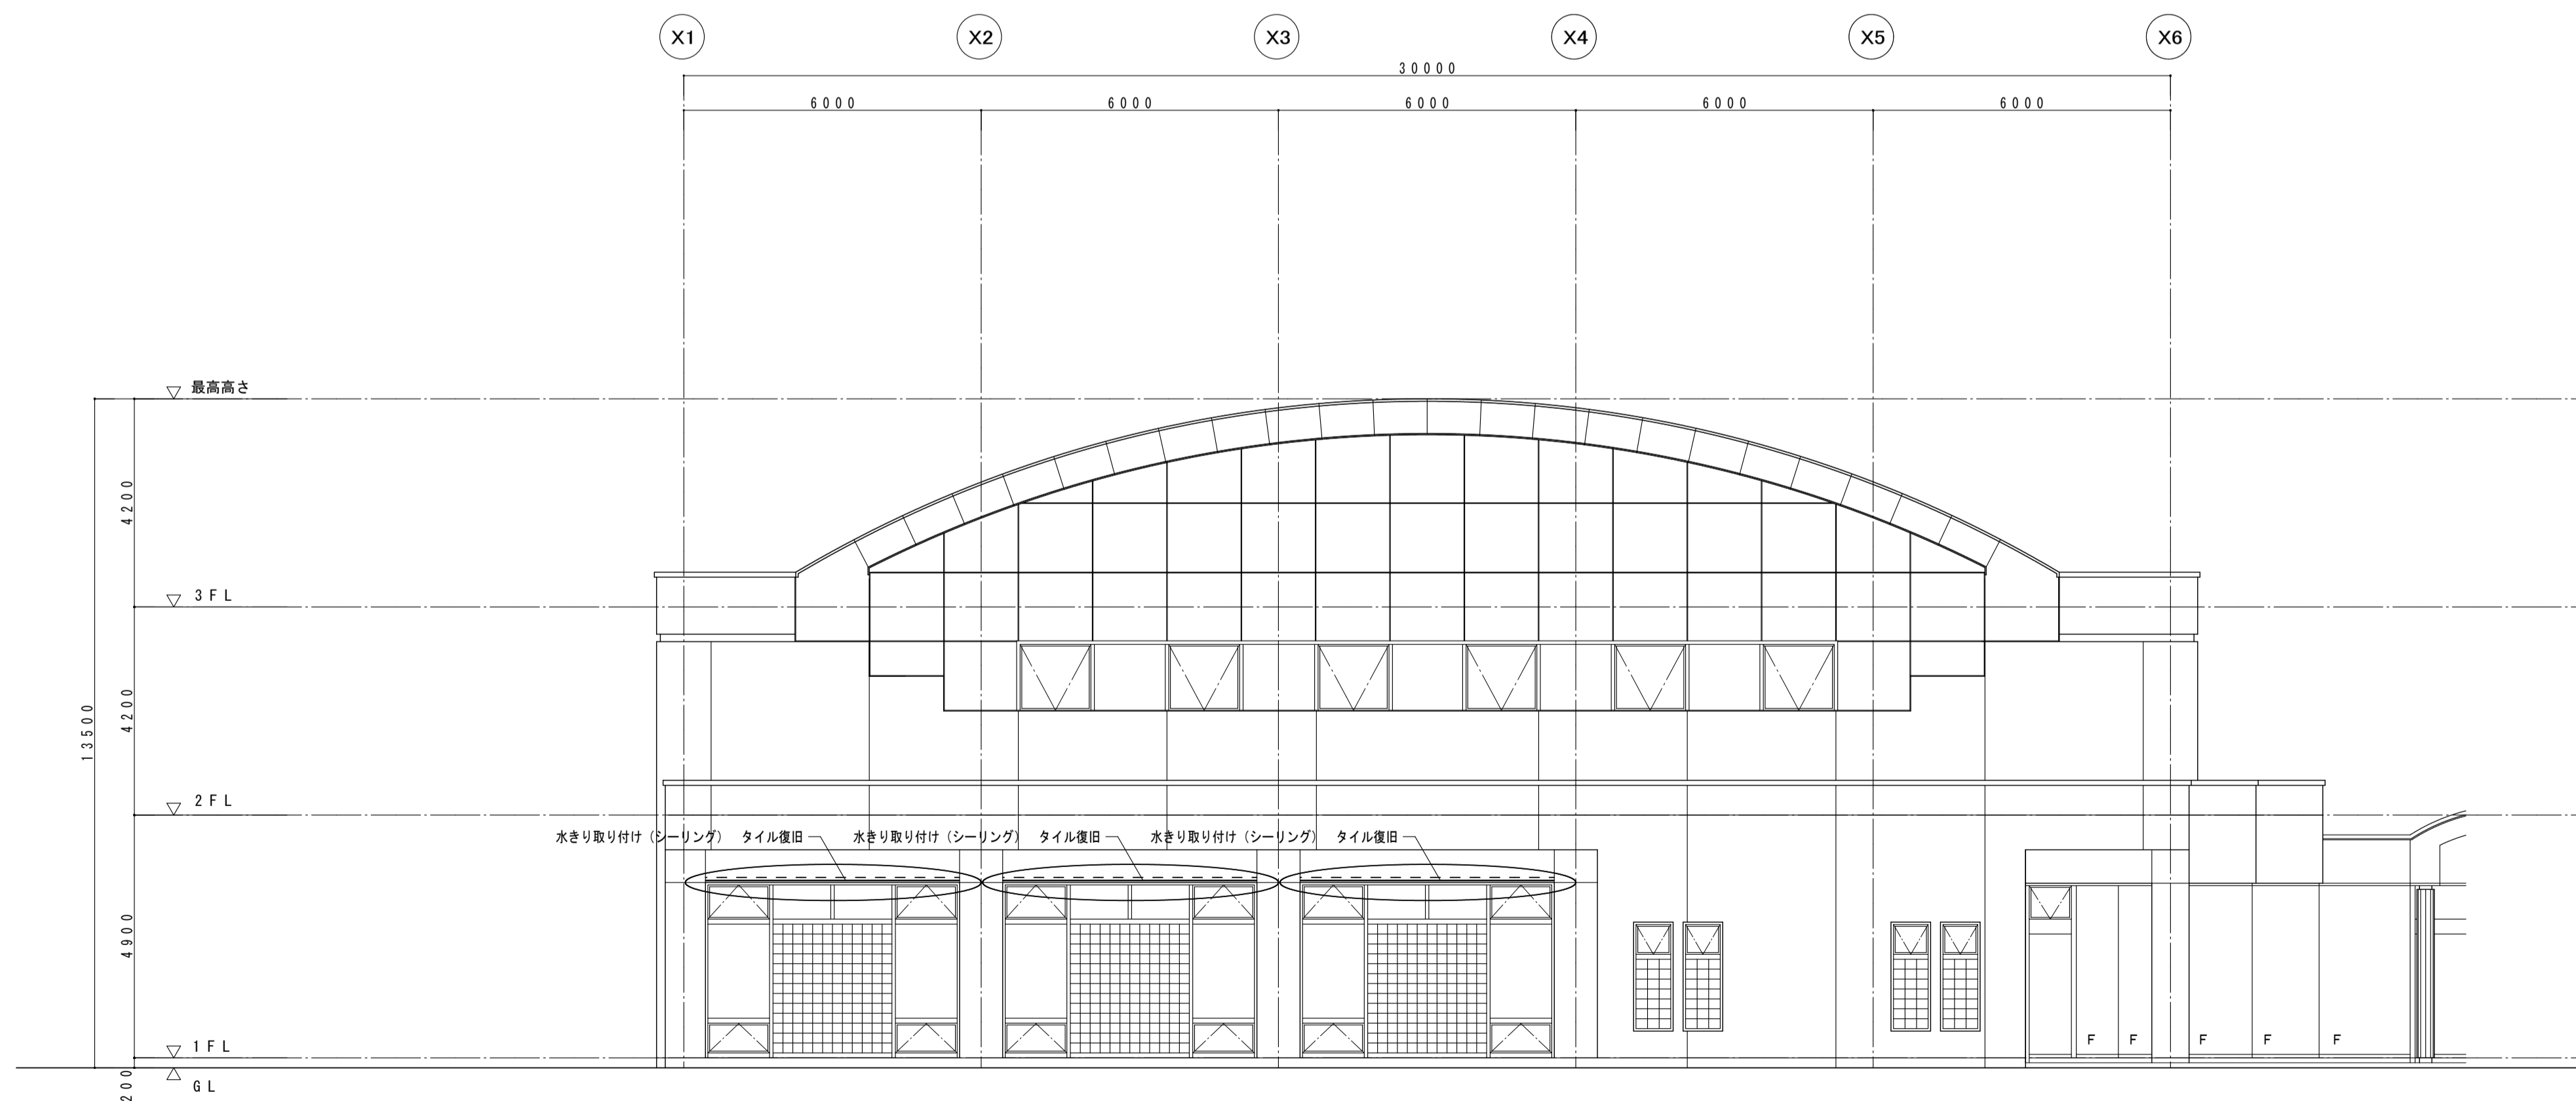 X1 X2 X3 X4 X5 X6
30000
6000 6000 6000 6000 6000
最高高さ
4200
3FL
4200
13500
2FL
水きり取り付け（シーリング） タイル復旧 水きり取り付け（シーリング） タイル復旧 水きり取り付け（シーリング） タイル復旧
4900
F F F F F
1FL
GL
200